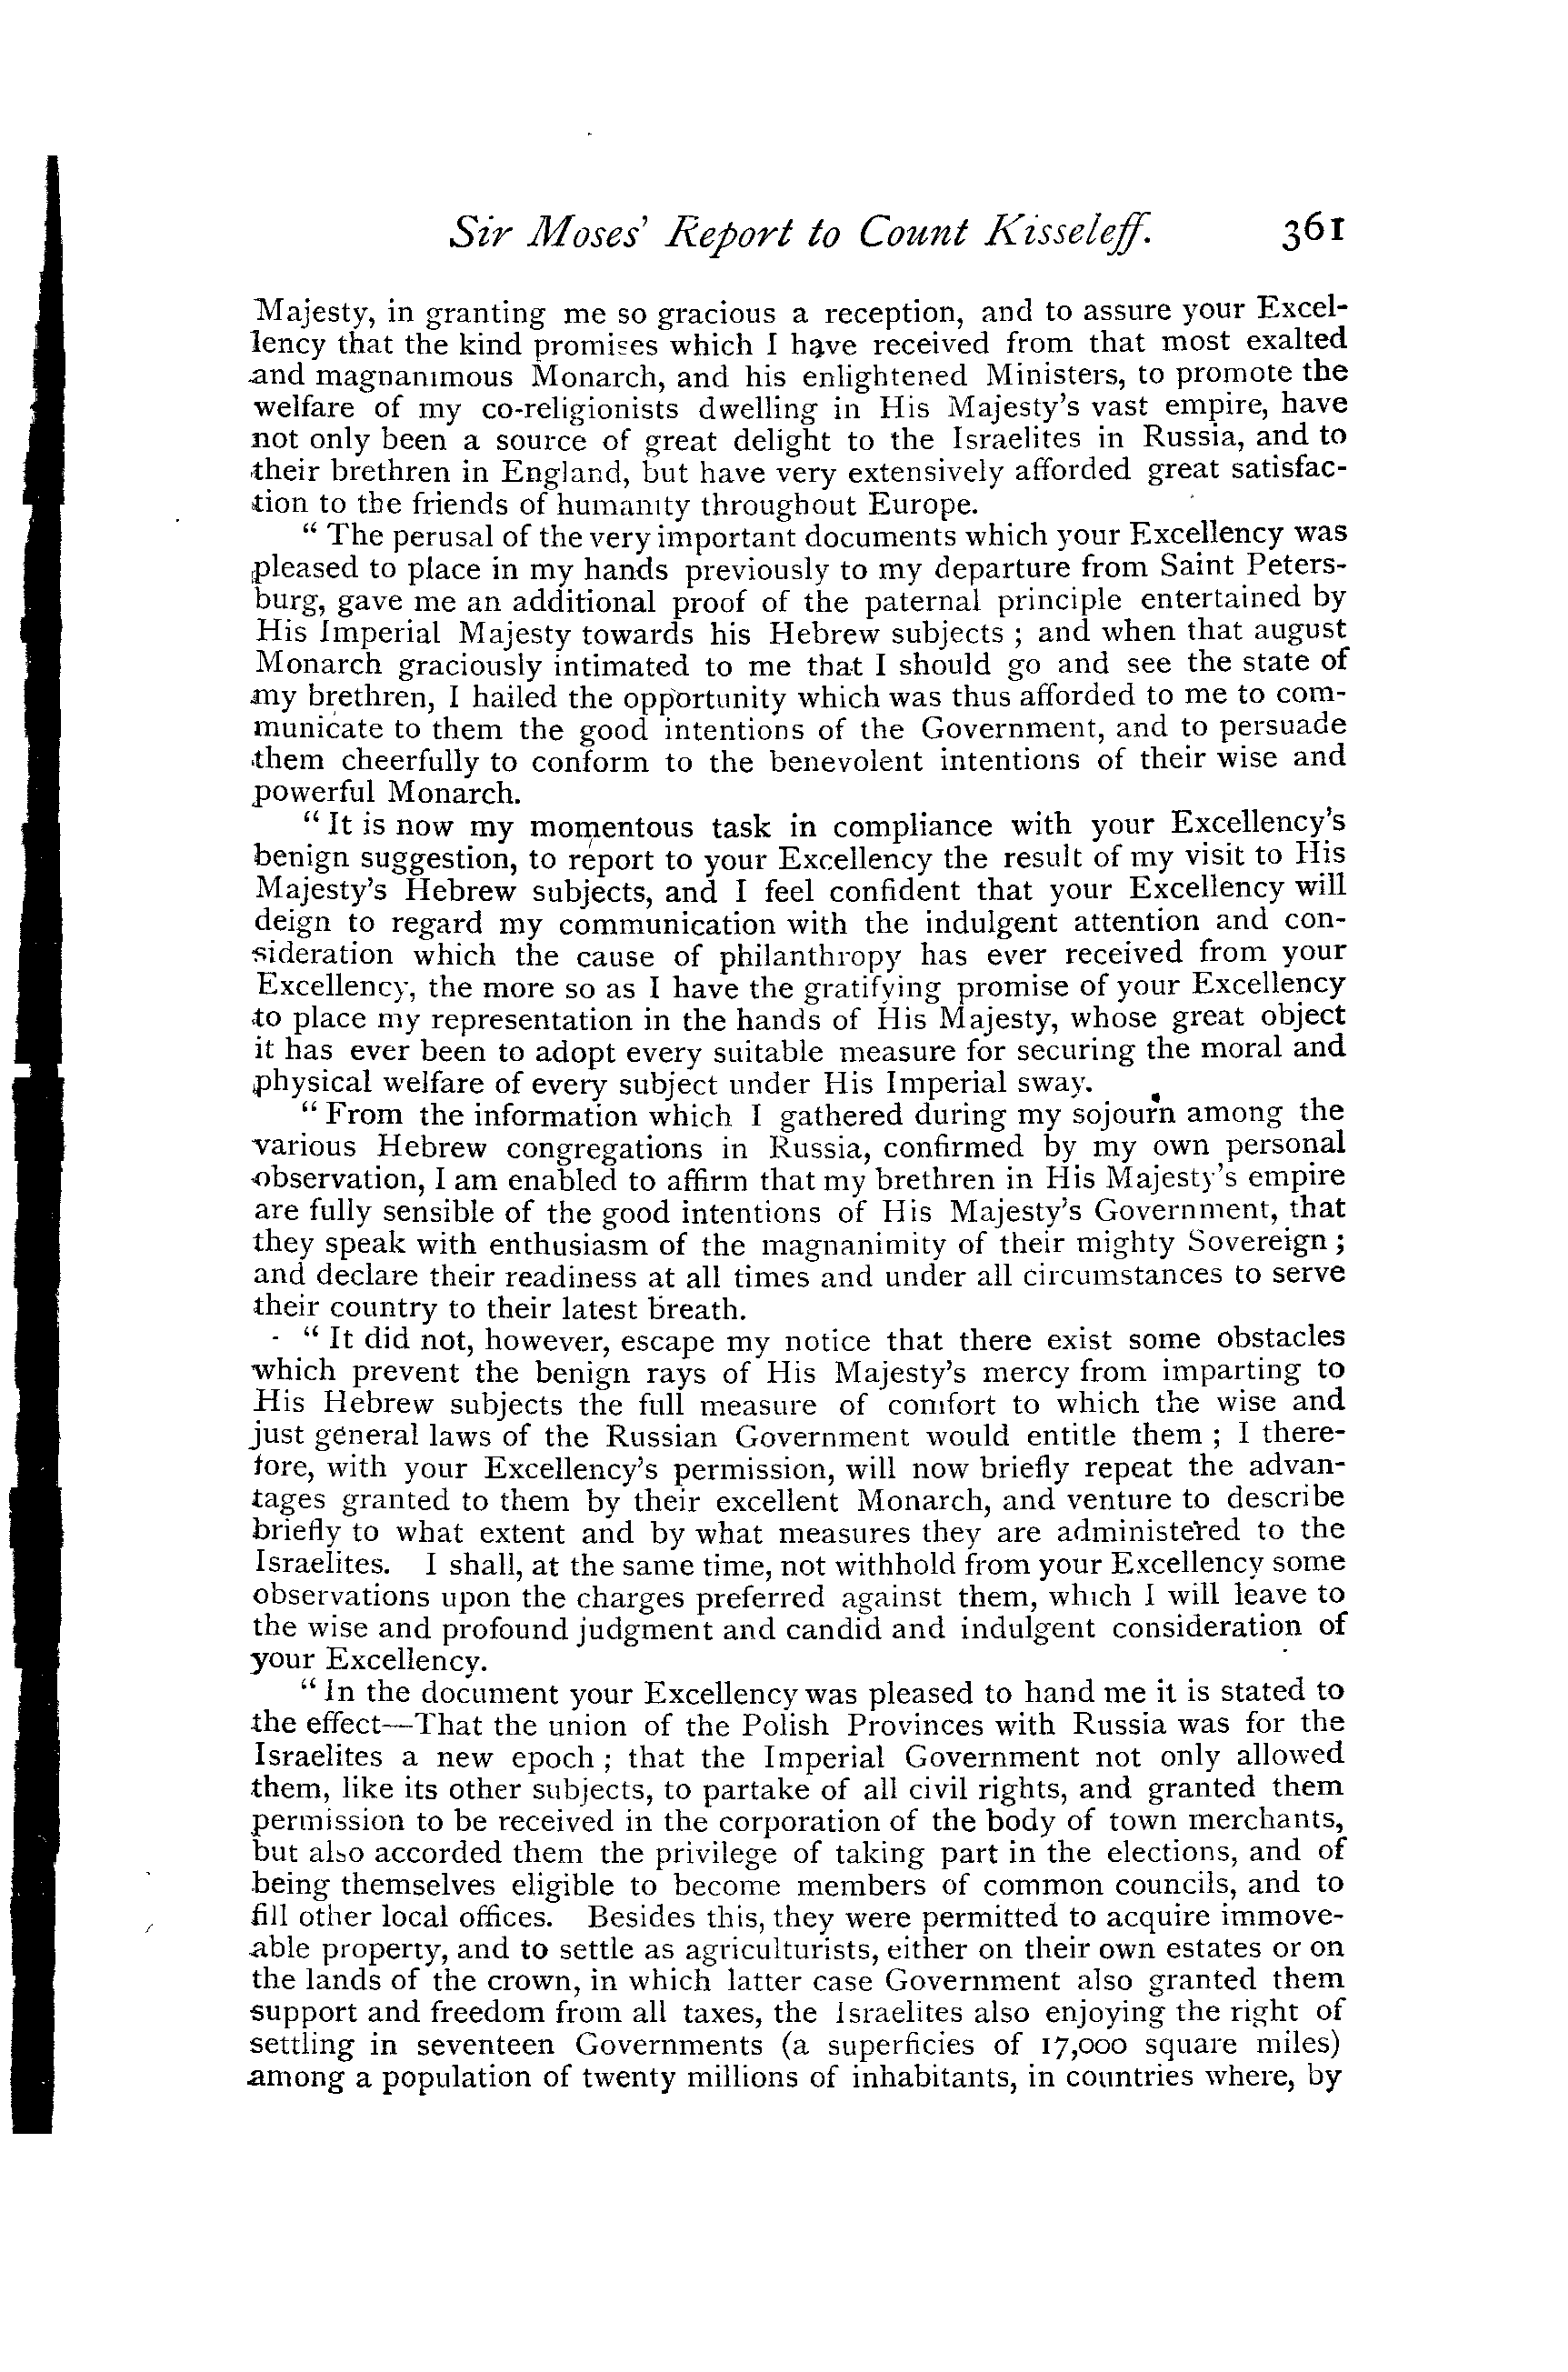 Sir Moses' Report to Count Kisseleff. 361
Majesty, in granting me so gracious a reception, and to assure your Excel-
lency that the kind promises which I have received from that most exalted
and magnanimous Monarch, and his enlightened Ministers, to promote the
welfare of my co-religionists dwelling in His Majesty's vast empire, have
not only been a source of great delight to the Israelites in Russia, and to
their brethren in England, but have very extensively afforded great satisfac-
tion to the friends of humanity throughout Europe.
" The perusal of the very important documents which your Excellency was
pleased to place in my hands previously to my departure from Saint Peters-
burg, gave me an additional proof of the paternal principle entertained by
His Imperial Majesty towards his Hebrew subjects ; and when that august
Monarch graciously intimated to me that I should go and see the state of
my brethren, I hailed the opportunity which was thus afforded to me to com-
municate to them the good intentions of the Government, and to persuade
them cheerfully to conform to the benevolent intentions of their wise and
powerful Monarch.
" It is now my momentous task in compliance with your Excellency's
benign suggestion, to report to your Excellency the result of my visit to His
Majesty's Hebrew subjects, and I feel confident that your Excellency will
deign to regard my communication with the indulgent attention and con-
sideration which the cause of philanthropy has ever received from your
Excellency, the more so as I have the gratifying promise of your Excellency
to place my representation in the hands of His Majesty, whose great object
it has ever been to adopt every suitable measure for securing the moral and
physical welfare of every subject under His Imperial sway.
" From the information which I gathered during my sojourn among the
various Hebrew congregations in Russia, confirmed by my own personal
observation, I am enabled to affirm that my brethren in His Majesty's empire
are fully sensible of the good intentions of His Majesty's Government, that
they speak with enthusiasm of the magnanimity of their mighty Sovereign ;
and declare their readiness at all times and under all circumstances to serve
their country to their latest breath.
" It did not, however, escape my notice that there exist some obstacles
which prevent the benign rays of His Majesty's mercy from imparting to
His Hebrew subjects the full measure of comfort to which the wise and
just general laws of the Russian Government would entitle them ; I there-
fore, with your Excellency's permission, will now briefly repeat the advan-
tages granted to them by their excellent Monarch, and venture to describe
briefly to what extent and by what measures they are administered to the
Israelites. I shall, at the same time, not withhold from your Excellency some
observations upon the charges preferred against them, which I will leave to
the wise and profound judgment and candid and indulgent consideration of
your Excellency.
" In the document your Excellency was pleased to hand me it is stated to
the effect—That the union of the Polish Provinces with Russia was for the
Israelites a new epoch ; that the Imperial Government not only allowed
them, like its other subjects, to partake of all civil rights, and granted them
permission to be received in the corporation of the body of town merchants,
but also accorded them the privilege of taking part in the elections, and of
being themselves eligible to become members of common councils, and to
fill other local offices. Besides this, they were permitted to acquire immove-
able property, and to settle as agriculturists, either on their own estates or on
the lands of the crown, in which latter case Government also granted them
support and freedom from all taxes, the Israelites also enjoying the right of
settling in seventeen Governments (a superficies of 17,000 square miles)
among a population of twenty millions of inhabitants, in countries where, by